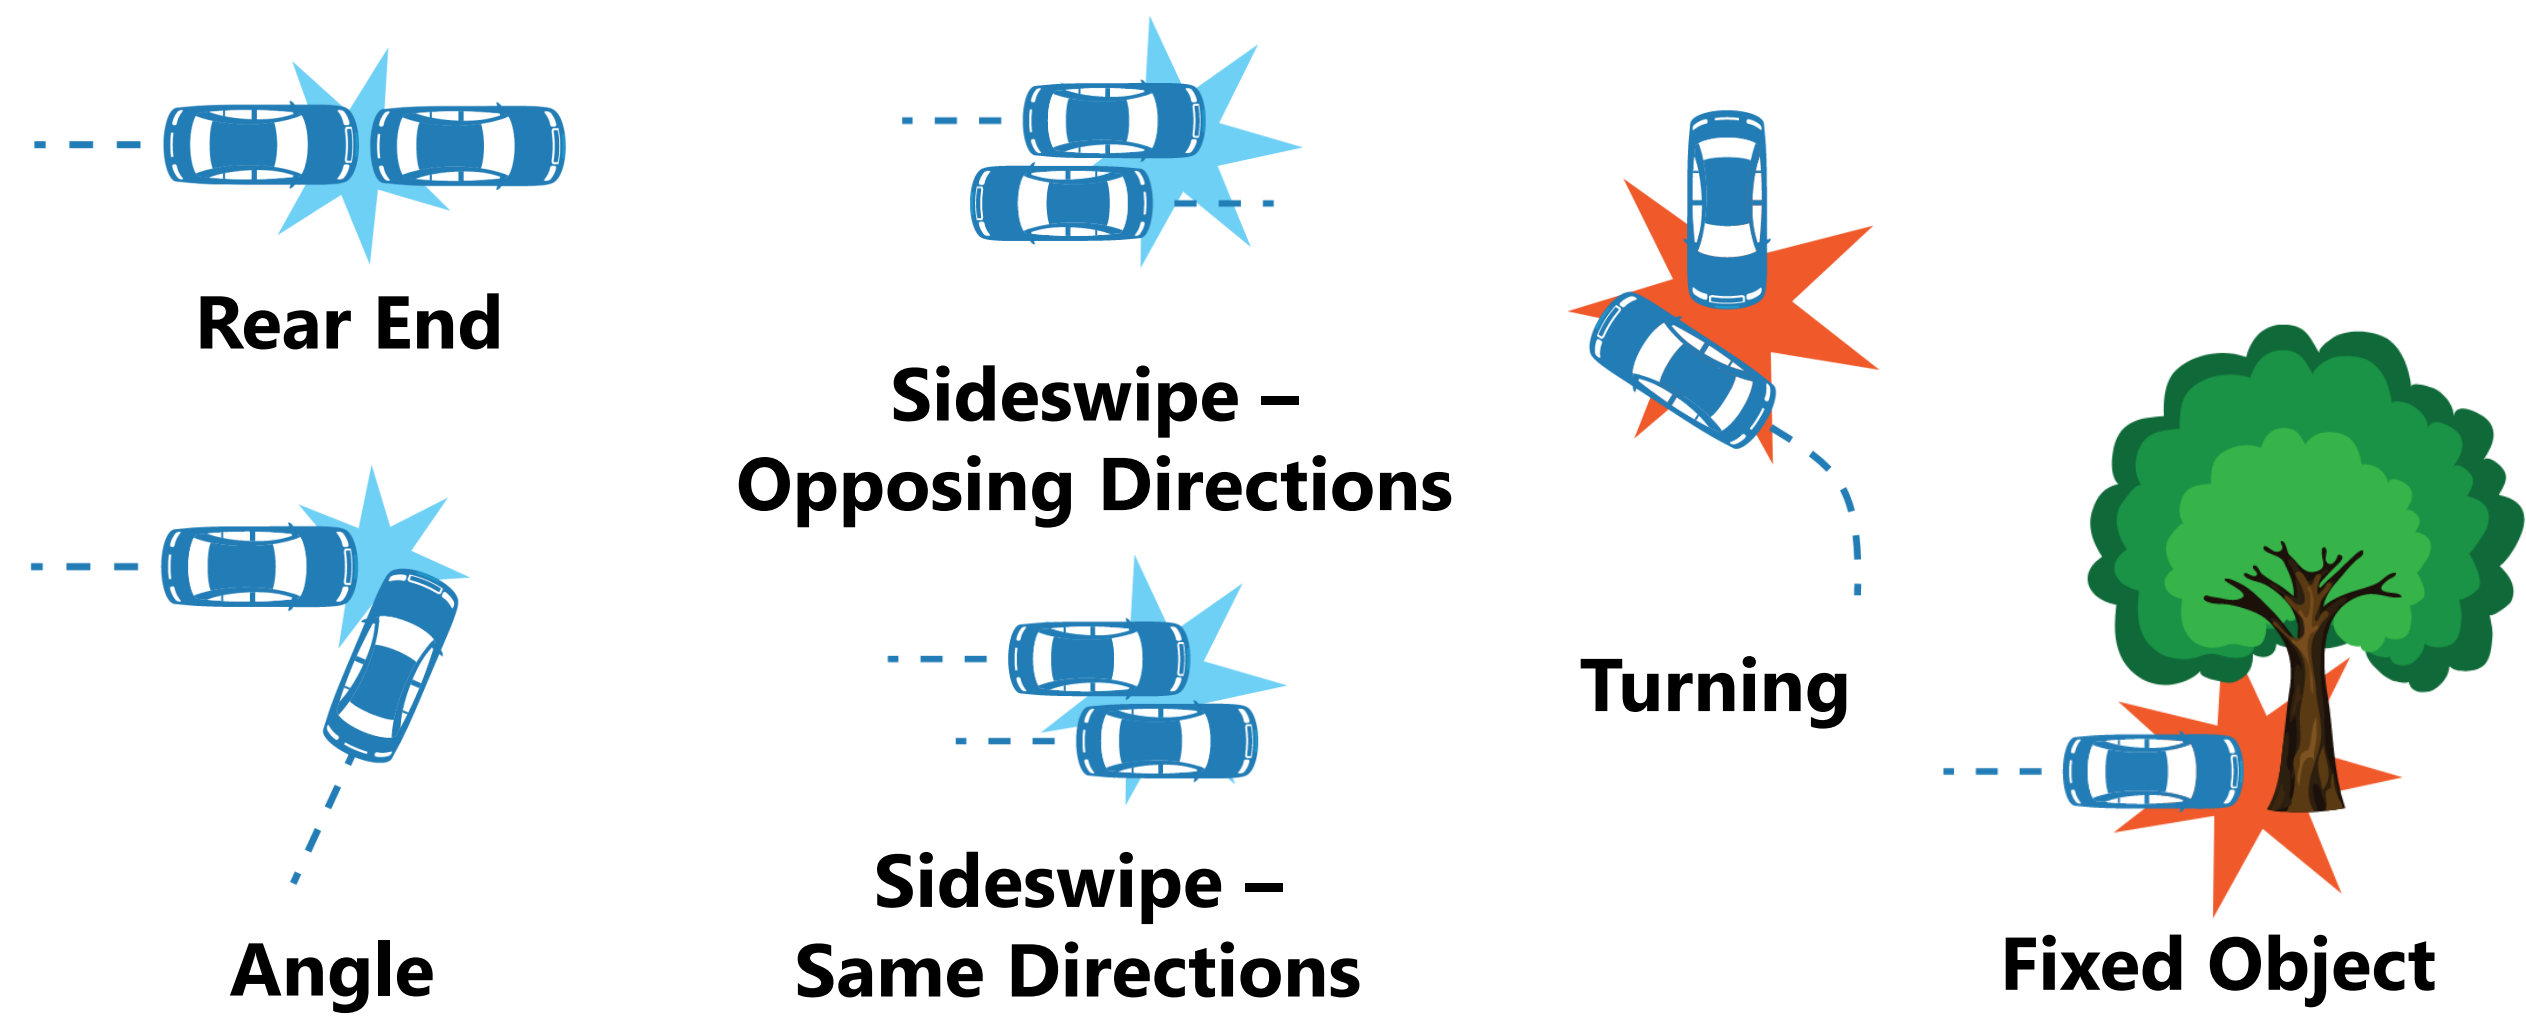 Rear End
Angle
Sideswipe –
Opposing Directions
Sideswipe –
Same Directions
Turning
Fixed Object